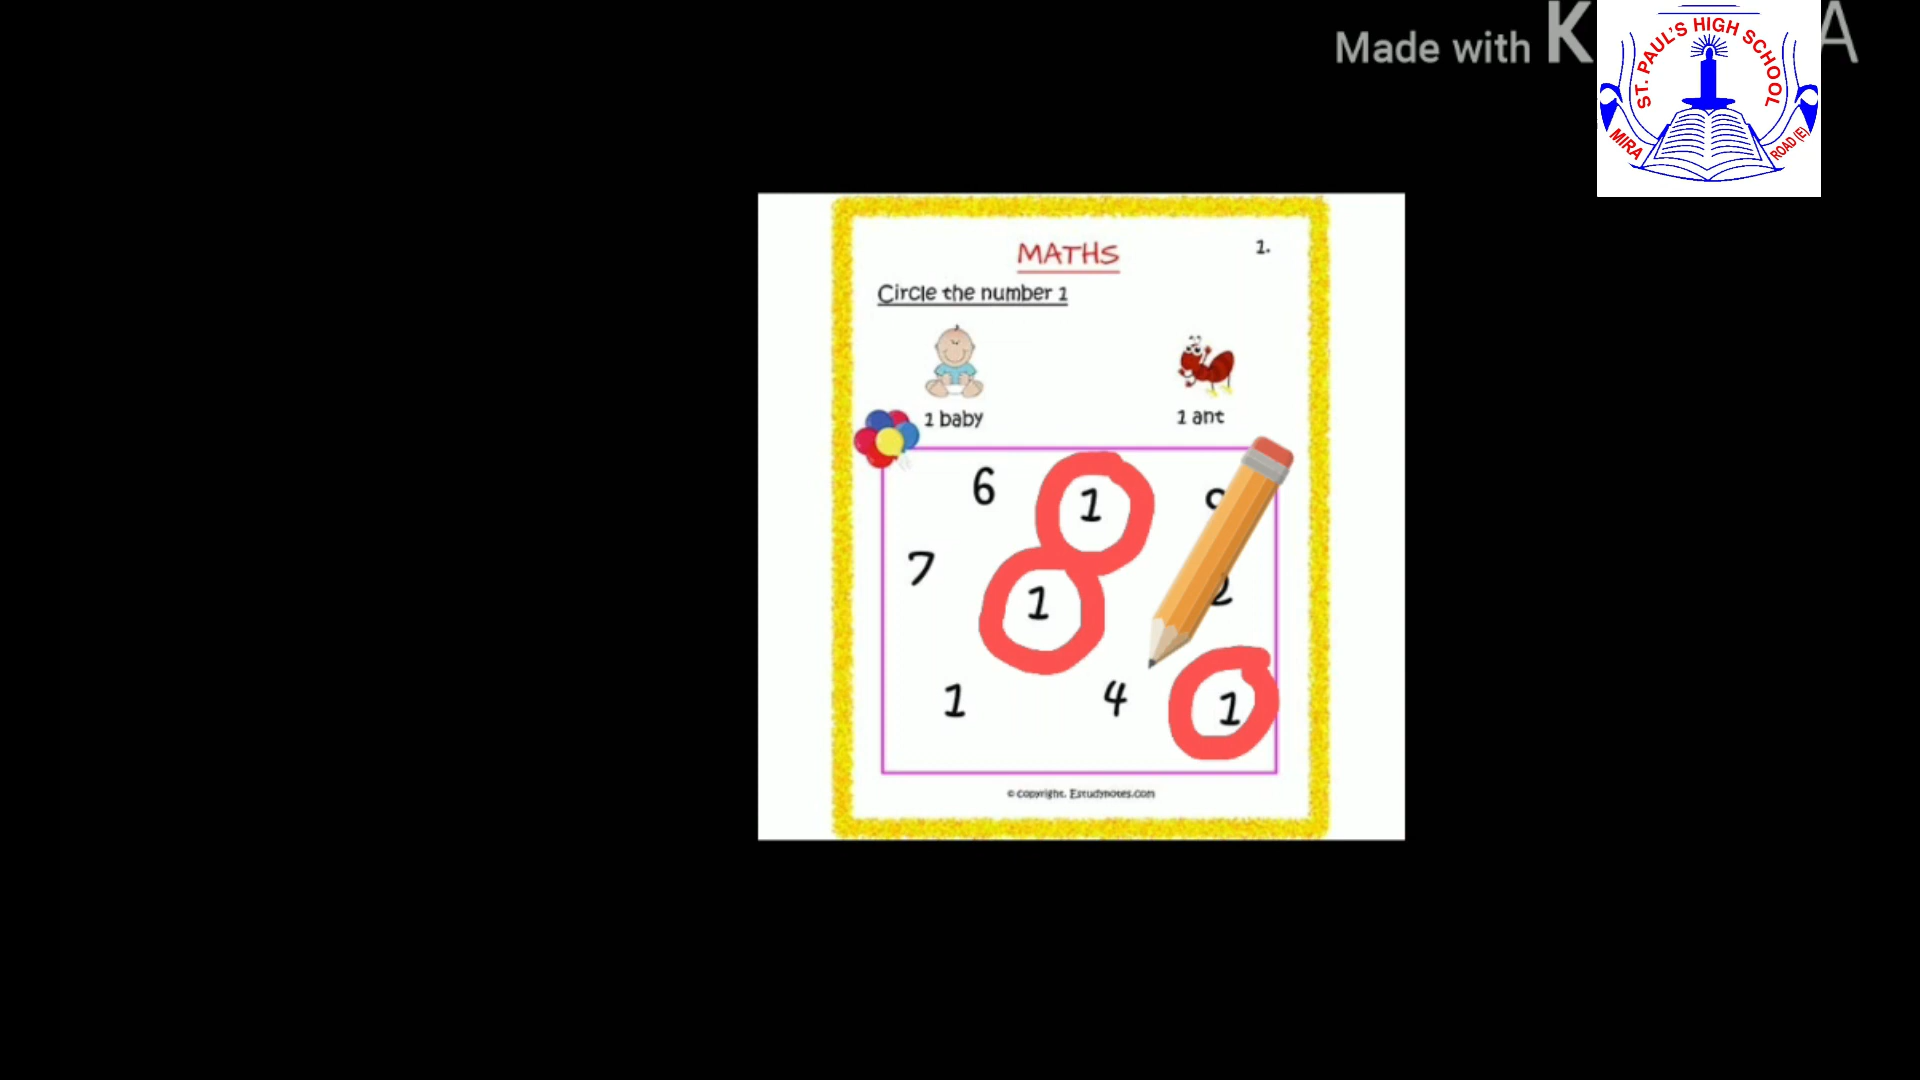 Made with K A
ST. PAUL'S HIGH SCHOOL
MIRA ROAD (E)
MATHS
1.
Circle the number 1
1 baby
1 ant
6 1
7 1 2
1 4 1
© Copyright. Estudynotes.com